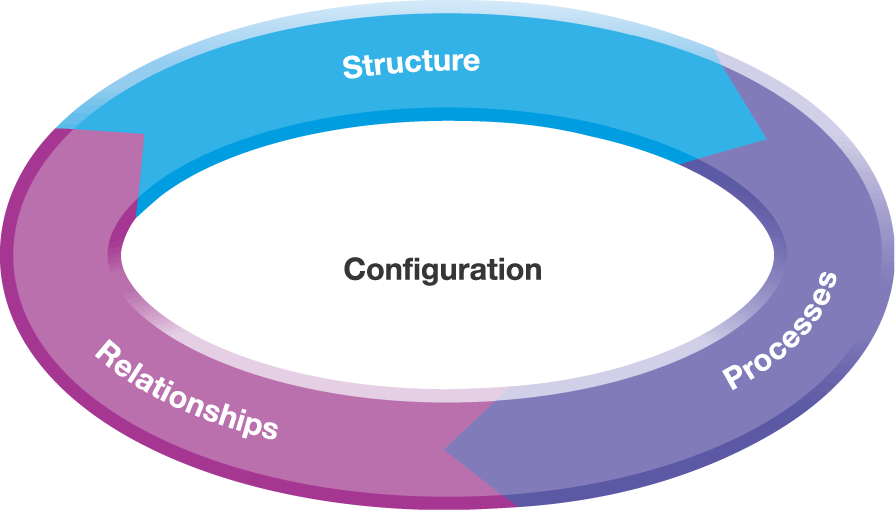 Structure
Configuration
Processes
Relationships